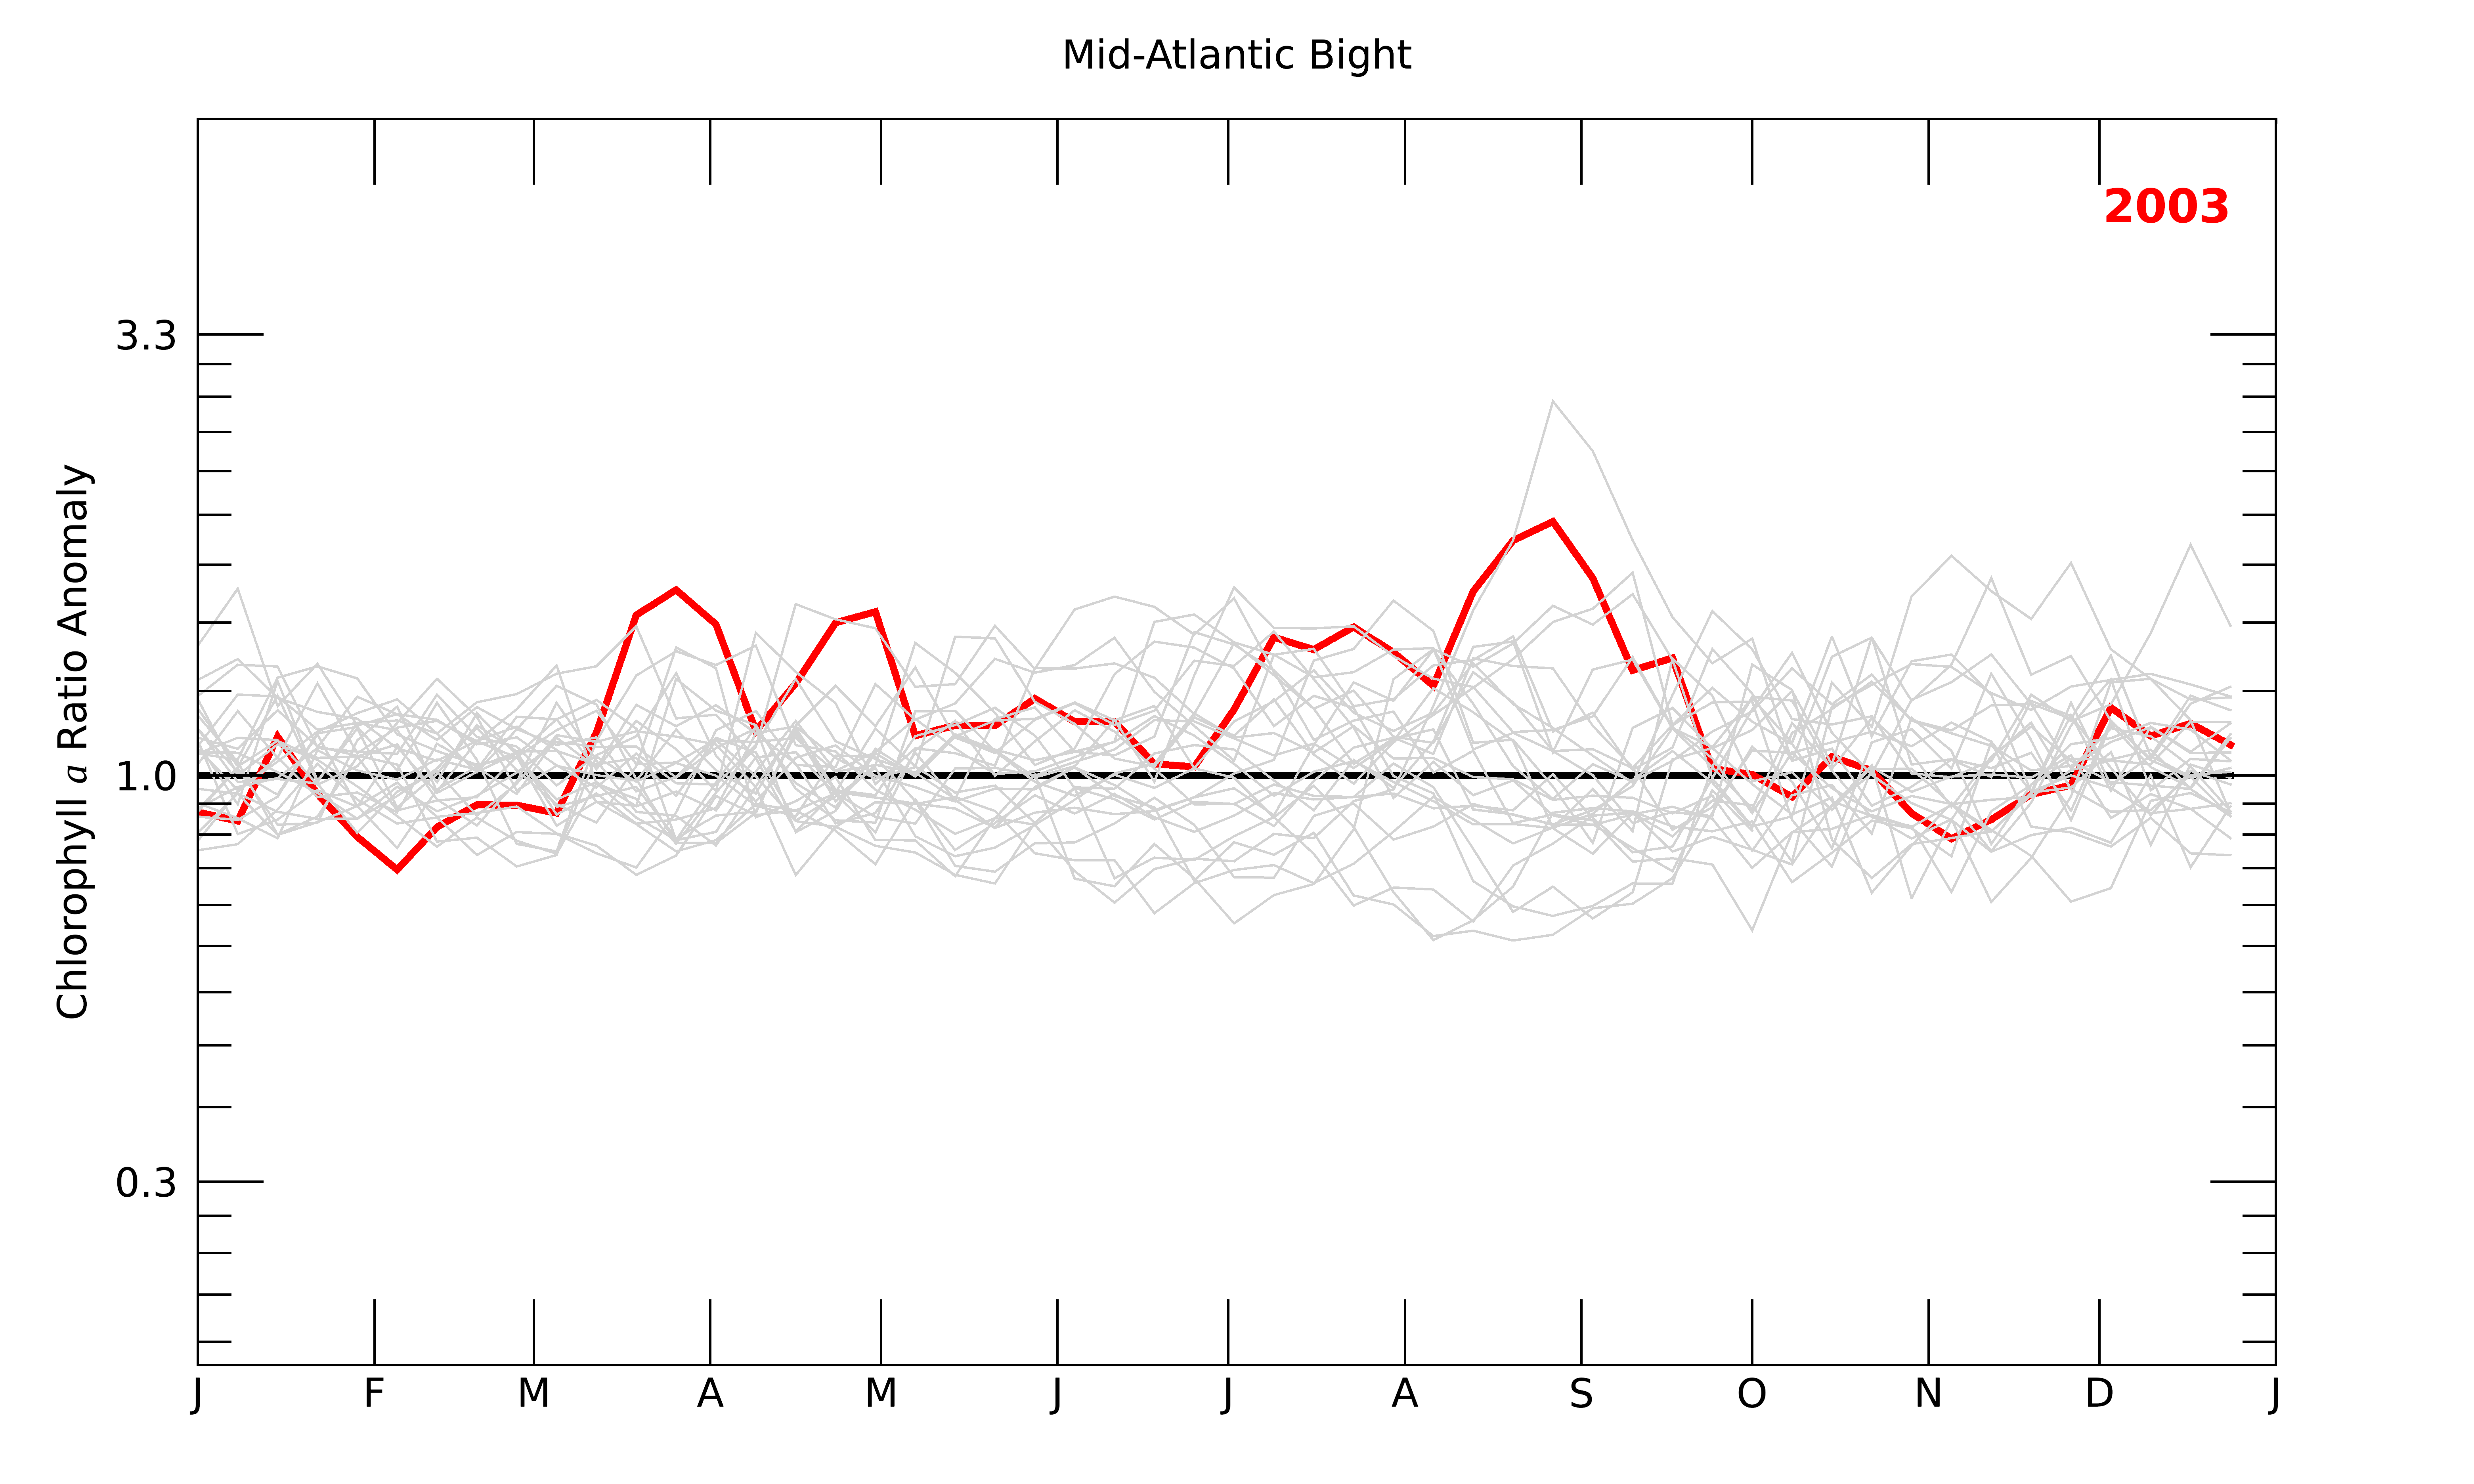 Mid-Atlantic Bight
2003
Chlorophyll a Ratio Anomaly
3.3
1.0
0.3
J F M A M J J A S O N D J